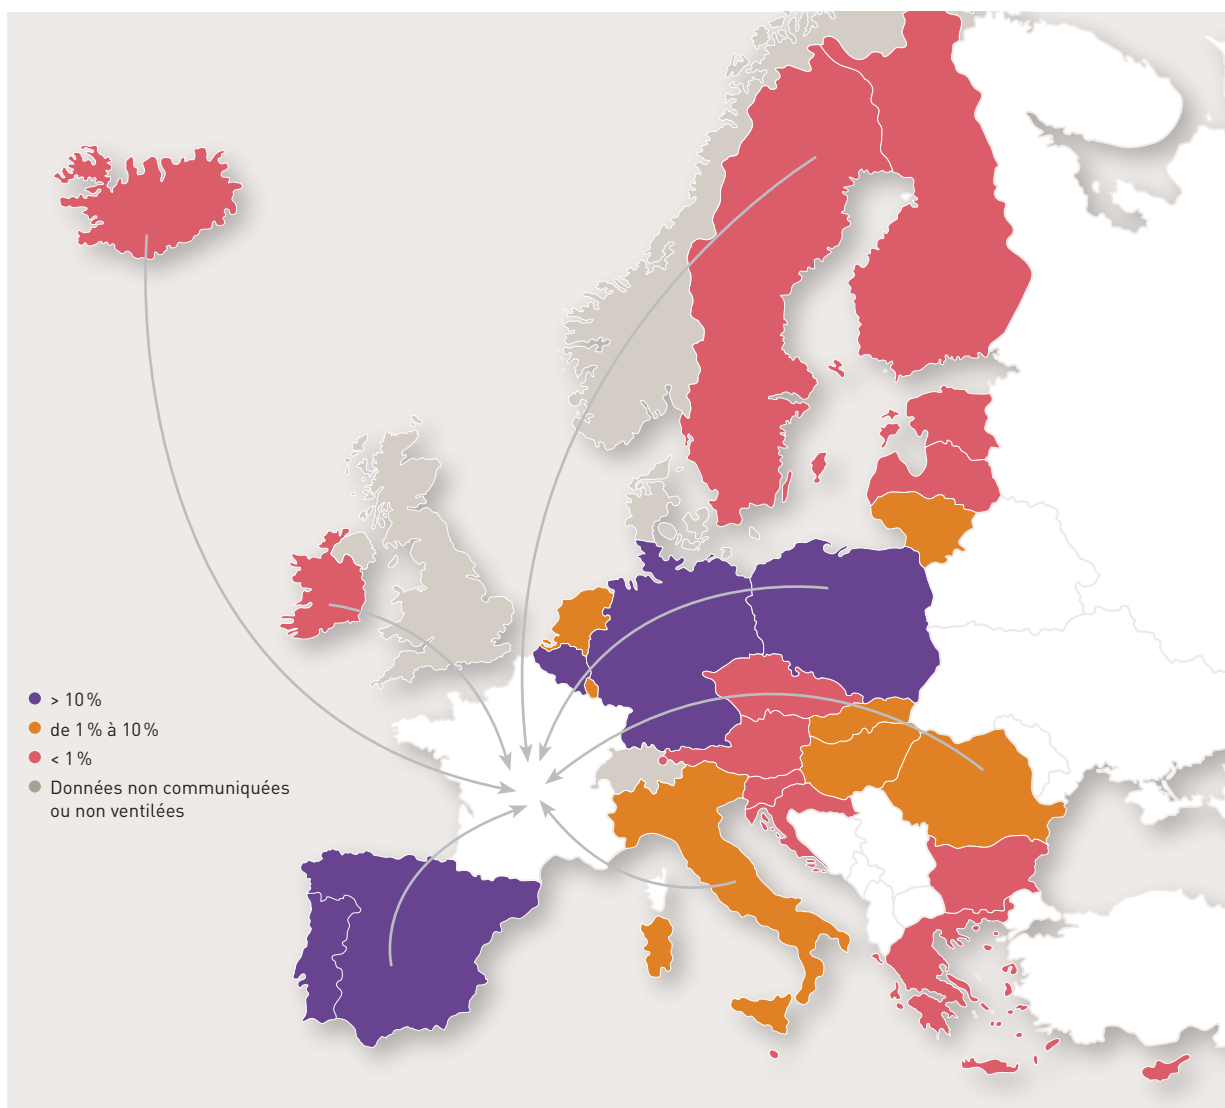 > 10 %
de 1 % à 10 %
< 1 %
Données non communiquées
ou non ventilées